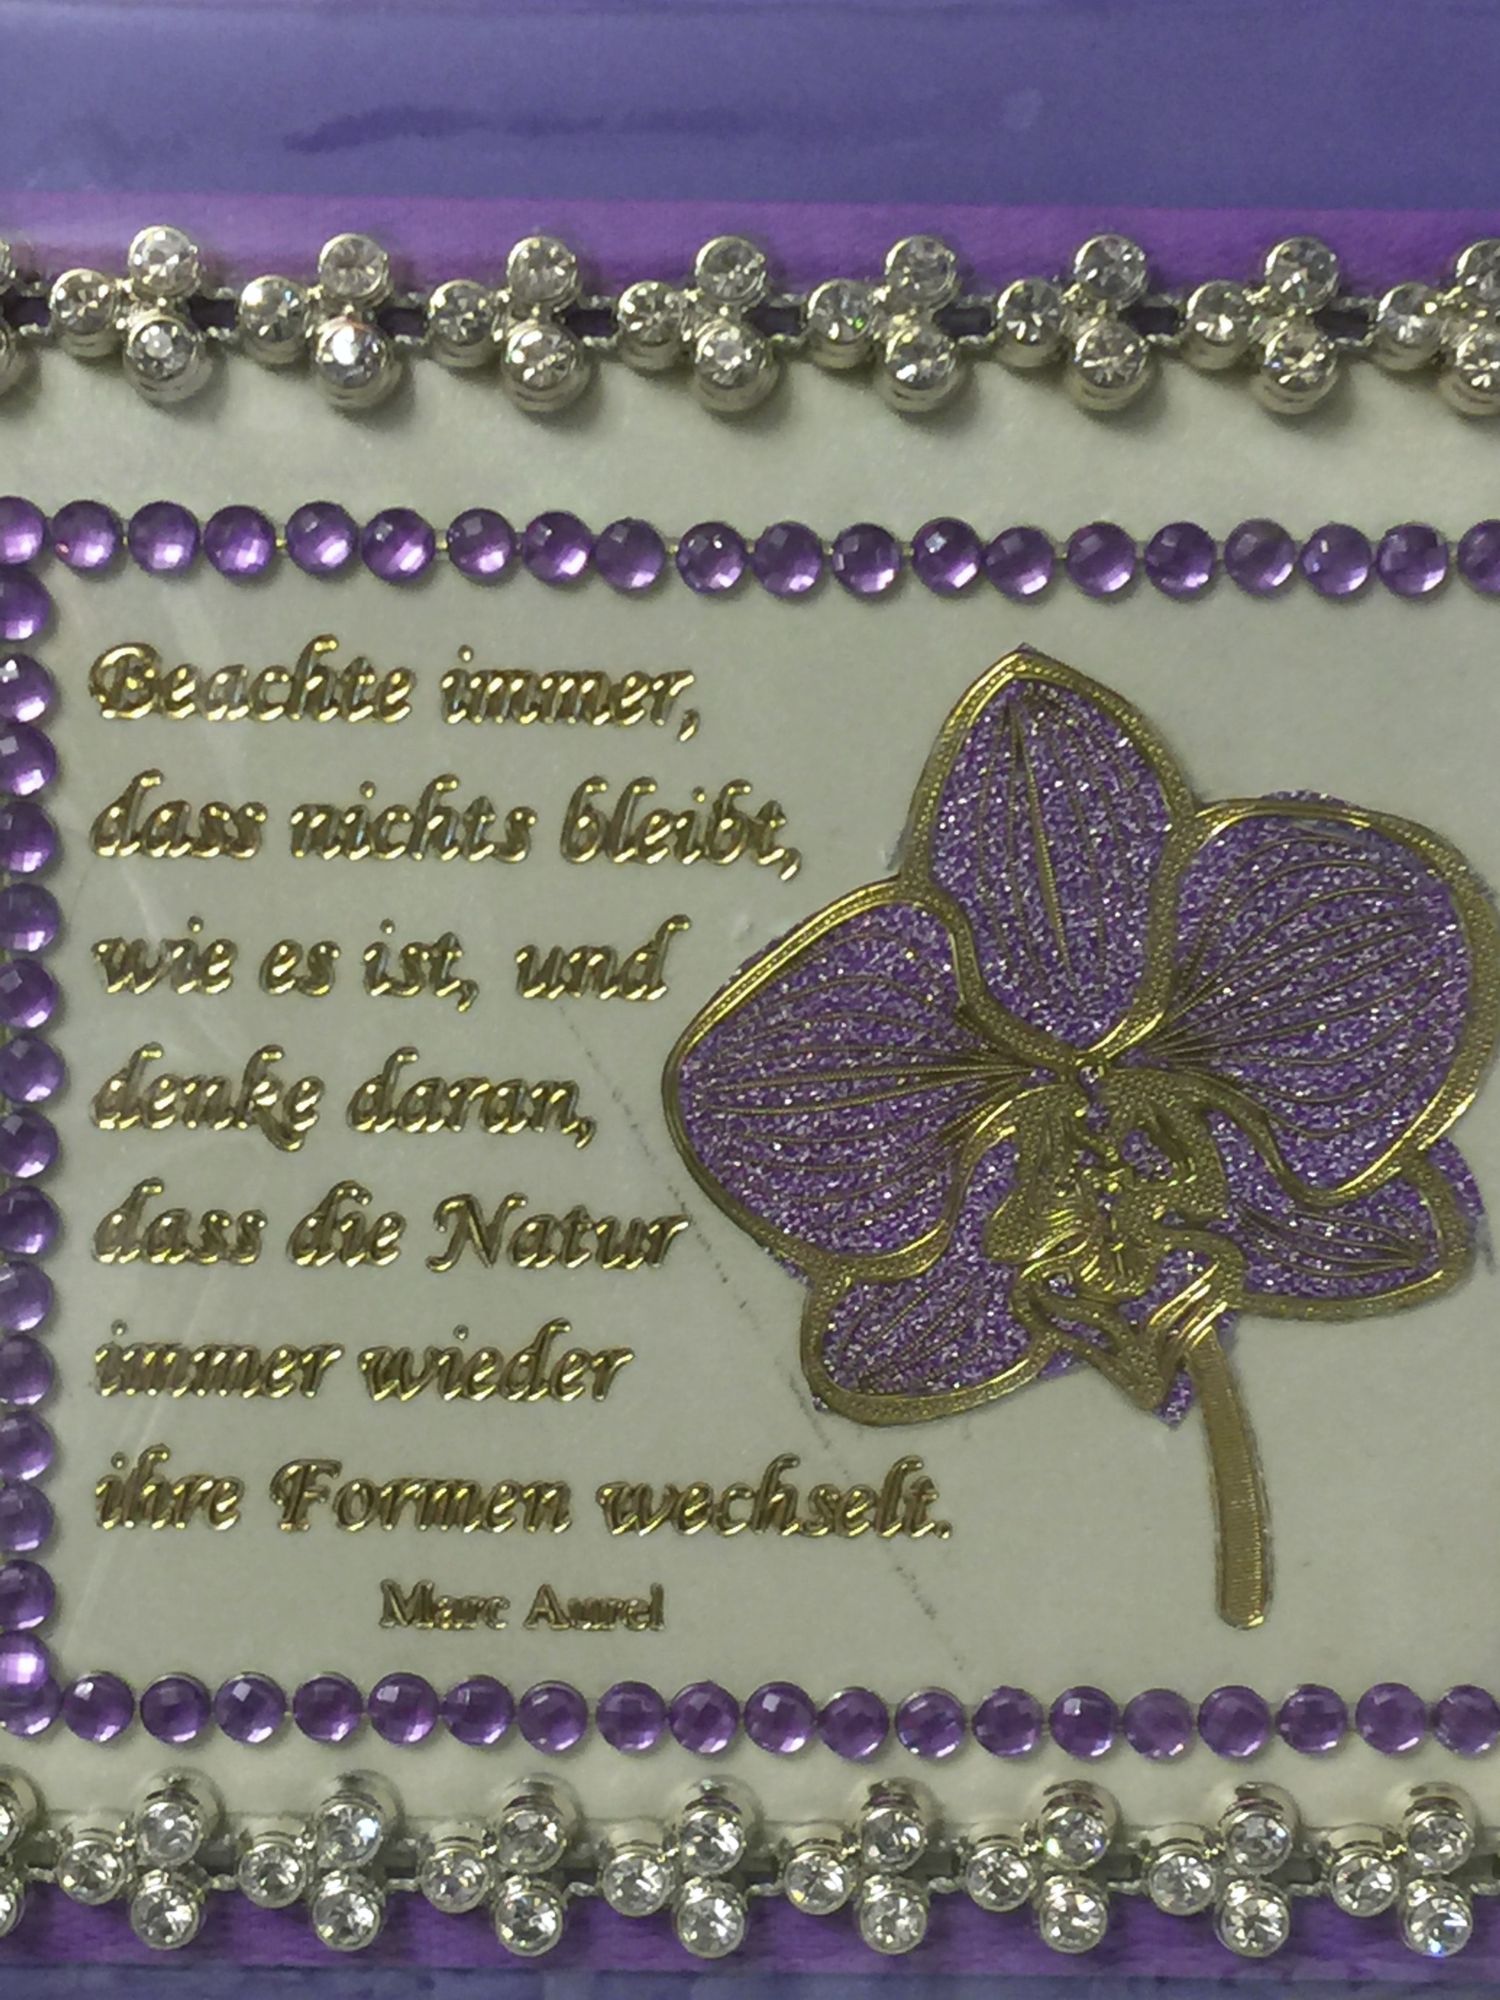 Beachte immer,
dass nichts bleibt,
wie es ist, und
denke daran,
dass die Natur
immer wieder
ihre Formen wechselt.
Marc Aurel